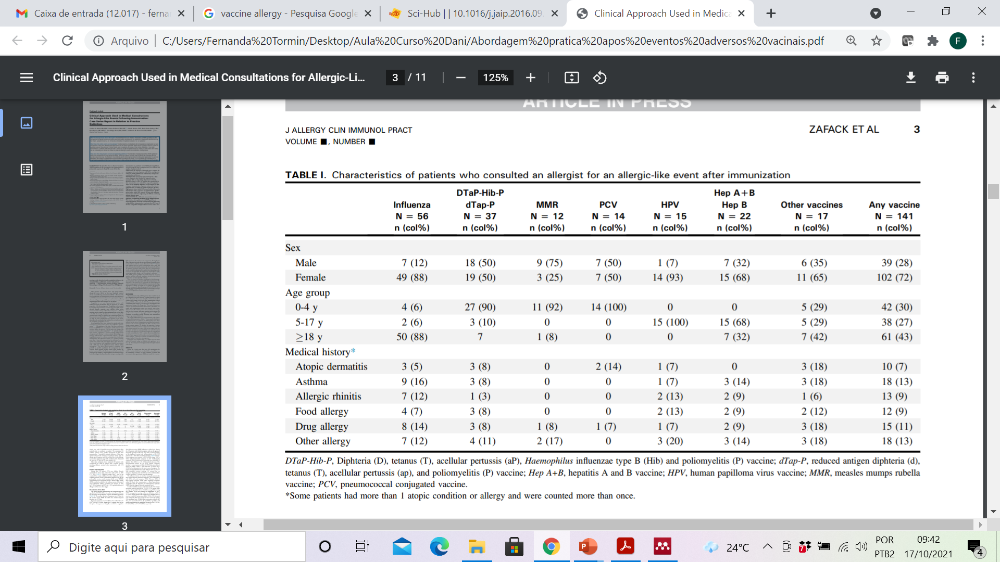 Caixa de entrada (12.017) - ferna
vaccine allergy - Pesquisa Google
Sci-Hub | 10.1016/j.jaip.2016.09.
Clinical Approach Used in Medica
Arquivo
C:/Users/Fernanda%20Tormin/Desktop/Aula%20Curso%20Dani/Abordagem%20pratica%20apos%20eventos%20adversos%20vacinais.pdf
F
Clinical Approach Used in Medical Consultations for Allergic-Li...
3 / 11
125%
1
2
3
ARTICLE IN PRESS
J ALLERGY CLIN IMMUNOL PRACT
VOLUME ■, NUMBER ■
ZAFACK ET AL 3
TABLE I. Characteristics of patients who consulted an allergist for an allergic-like event after immunization
DTaP-Hib-P Hep A+B
Influenza dTap-P MMR PCV HPV Hep B Other vaccines Any vaccine
N = 56 N = 37 N = 12 N = 14 N = 15 N = 22 N = 17 N = 141
n (col%) n (col%) n (col%) n (col%) n (col%) n (col%) n (col%) n (col%)
Sex
Male 7 (12) 18 (50) 9 (75) 7 (50) 1 (7) 7 (32) 6 (35) 39 (28)
Female 49 (88) 19 (50) 3 (25) 7 (50) 14 (93) 15 (68) 11 (65) 102 (72)
Age group
0-4 y 4 (6) 27 (90) 11 (92) 14 (100) 0 0 5 (29) 42 (30)
5-17 y 2 (6) 3 (10) 0 0 15 (100) 15 (68) 5 (29) 38 (27)
≥18 y 50 (88) 7 1 (8) 0 0 7 (32) 7 (42) 61 (43)
Medical history*
Atopic dermatitis 3 (5) 3 (8) 0 2 (14) 1 (7) 0 3 (18) 10 (7)
Asthma 9 (16) 3 (8) 0 0 1 (7) 3 (14) 3 (18) 18 (13)
Allergic rhinitis 7 (12) 1 (3) 0 0 2 (13) 2 (9) 1 (6) 13 (9)
Food allergy 4 (7) 3 (8) 0 0 2 (13) 2 (9) 2 (12) 12 (9)
Drug allergy 8 (14) 3 (8) 1 (8) 1 (7) 1 (7) 2 (9) 3 (18) 15 (11)
Other allergy 7 (12) 4 (11) 2 (17) 0 3 (20) 3 (14) 3 (18) 18 (13)
DTaP-Hib-P, Diphteria (D), tetanus (T), acellular pertussis (aP), Haemophilus influenzae type B (Hib) and poliomyelitis (P) vaccine; dTap-P, reduced antigen diphteria (d),
tetanus (T), acellular pertussis (ap), and poliomyelitis (P) vaccine; Hep A+B, hepatitis A and B vaccine; HPV, human papilloma virus vaccine; MMR, measles mumps rubella
vaccine; PCV, pneumococcal conjugated vaccine.
*Some patients had more than 1 atopic condition or allergy and were counted more than once.
Digite aqui para pesquisar
24°C
POR
PTB2
09:42
17/10/2021
4